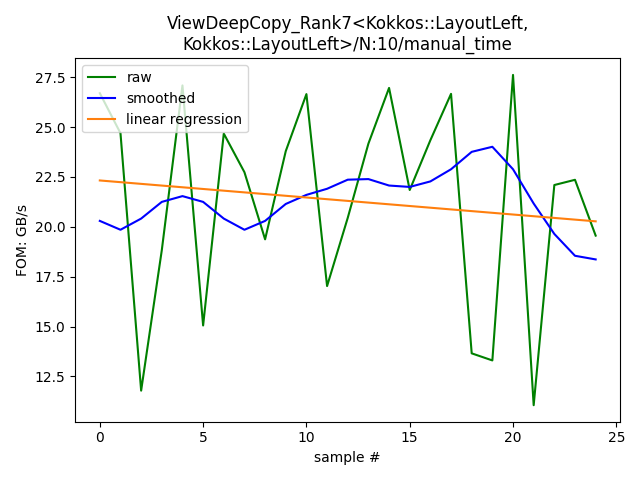 ViewDeepCopy_Rank7<Kokkos::LayoutLeft,
Kokkos::LayoutLeft>/N:10/manual_time
raw
smoothed
linear regression
FOM: GB/s
27.5
25.0
22.5
20.0
17.5
15.0
12.5
0
5
10
15
20
25
sample #